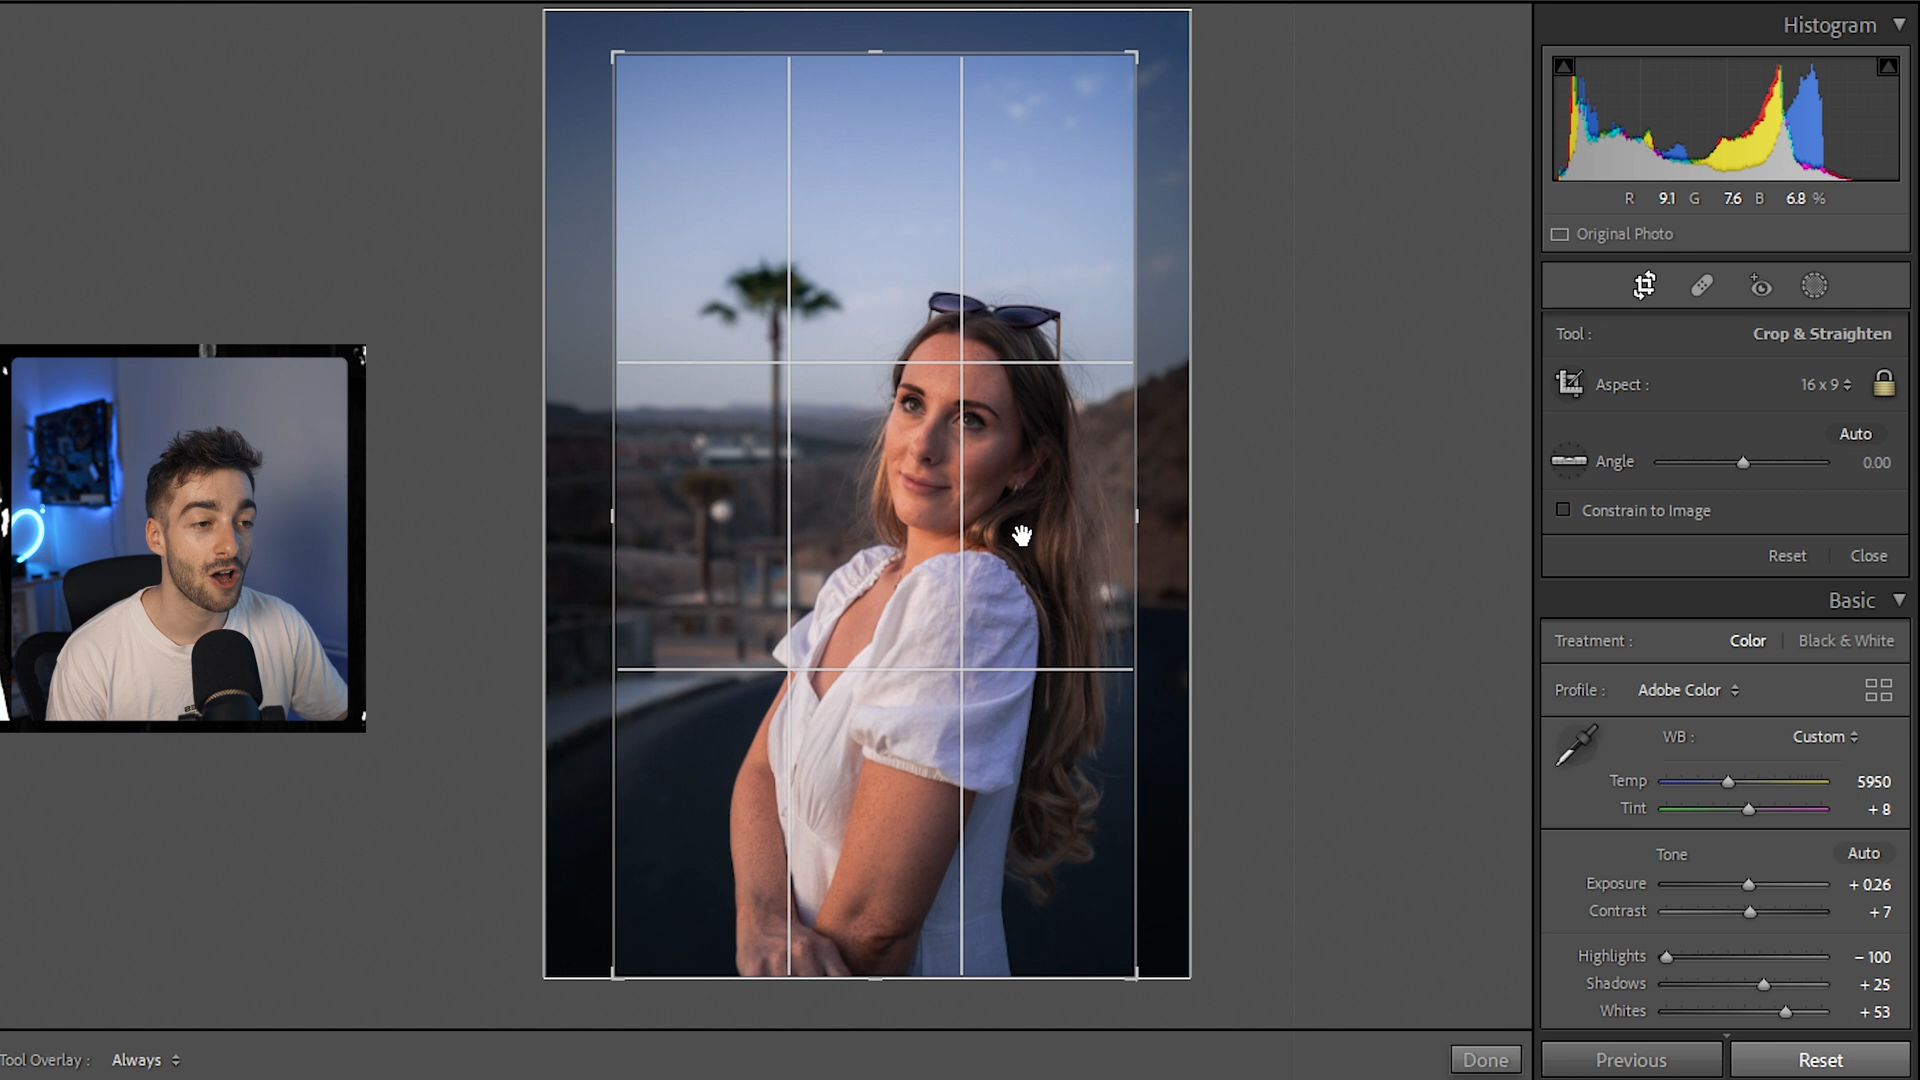 Histogram
R 9.1 G 7.6 B 6.8 %
Original Photo
Tool : Crop & Straighten
Aspect : 16 x 9
Auto
Angle 0.00
Constrain to Image
Reset Close
Basic
Treatment : Color Black & White
Profile : Adobe Color
WB : Custom
Temp 5950
Tint + 8
Tone Auto
Exposure + 0.26
Contrast + 7
Highlights – 100
Shadows + 25
Whites + 53
Tool Overlay : Always Done Previous Reset